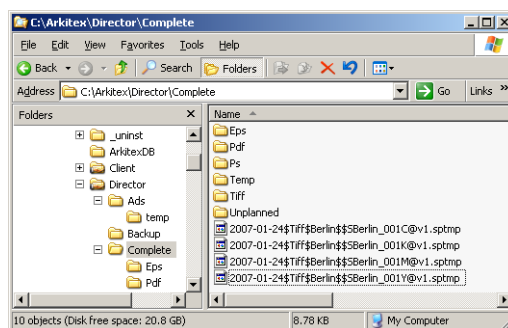 C:\Arkitex\Director\Complete
File Edit View Favorites Tools Help
Back Search Folders
Address C:\Arkitex\Director\Complete Go Links »
Folders x Name
_uninst
ArkitexDB
Client
Director
Ads
temp
Backup
Complete
Eps
Pdf
Eps
Pdf
Ps
Temp
Tiff
Unplanned
2007-01-24$Tiff$Berlin$$SBerlin_001C@v1.sptmp
2007-01-24$Tiff$Berlin$$SBerlin_001K@v1.sptmp
2007-01-24$Tiff$Berlin$$SBerlin_001M@v1.sptmp
2007-01-24$Tiff$Berlin$$SBerlin_001Y@v1.sptmp
10 objects (Disk free space: 20.8 GB) 8.78 KB My Computer